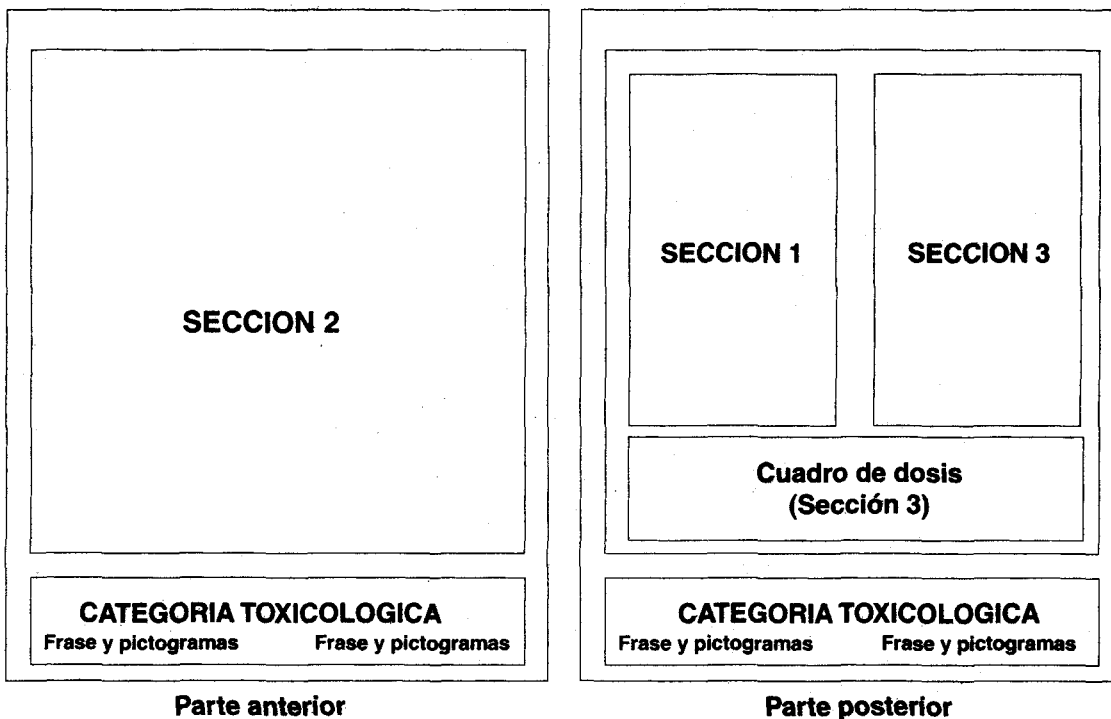 SECCION 2
CATEGORIA TOXICOLOGICA
Frase y pictogramas Frase y pictogramas
Parte anterior
SECCION 1
SECCION 3
Cuadro de dosis
(Sección 3)
CATEGORIA TOXICOLOGICA
Frase y pictogramas Frase y pictogramas
Parte posterior